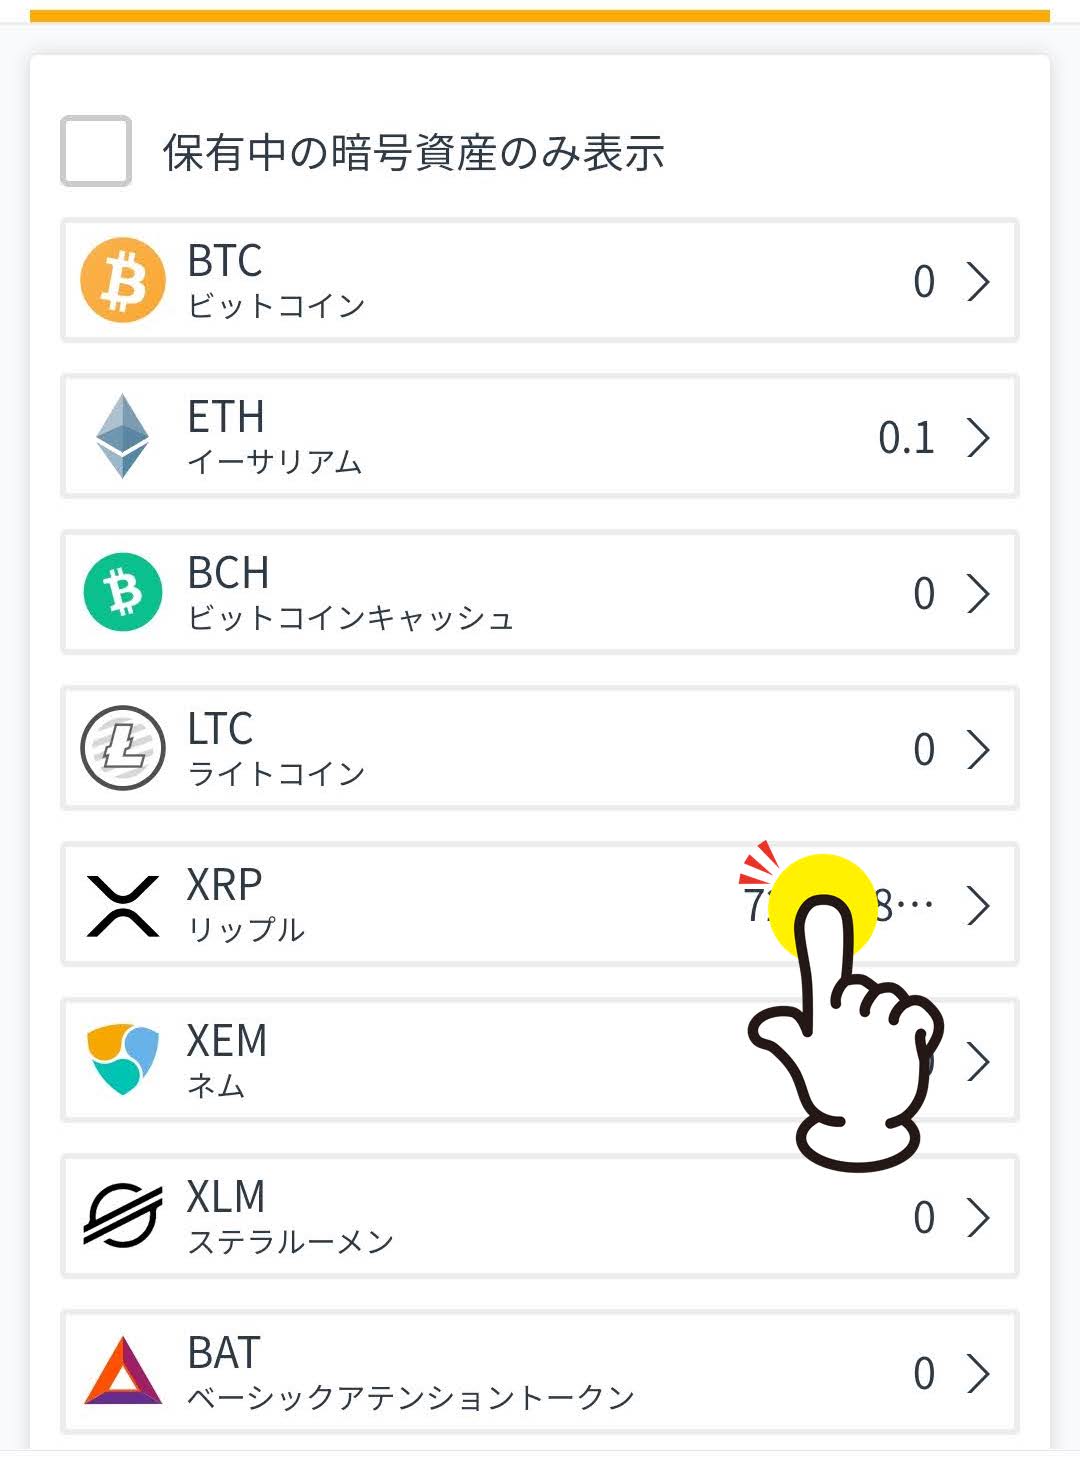 保有中の暗号資産のみ表示
BTC
ビットコイン
0
ETH
イーサリアム
0.1
BCH
ビットコインキャッシュ
0
LTC
ライトコイン
0
XRP
リップル
XEM
ネム
XLM
ステラルーメン
0
BAT
ベーシックアテンショントークン
0